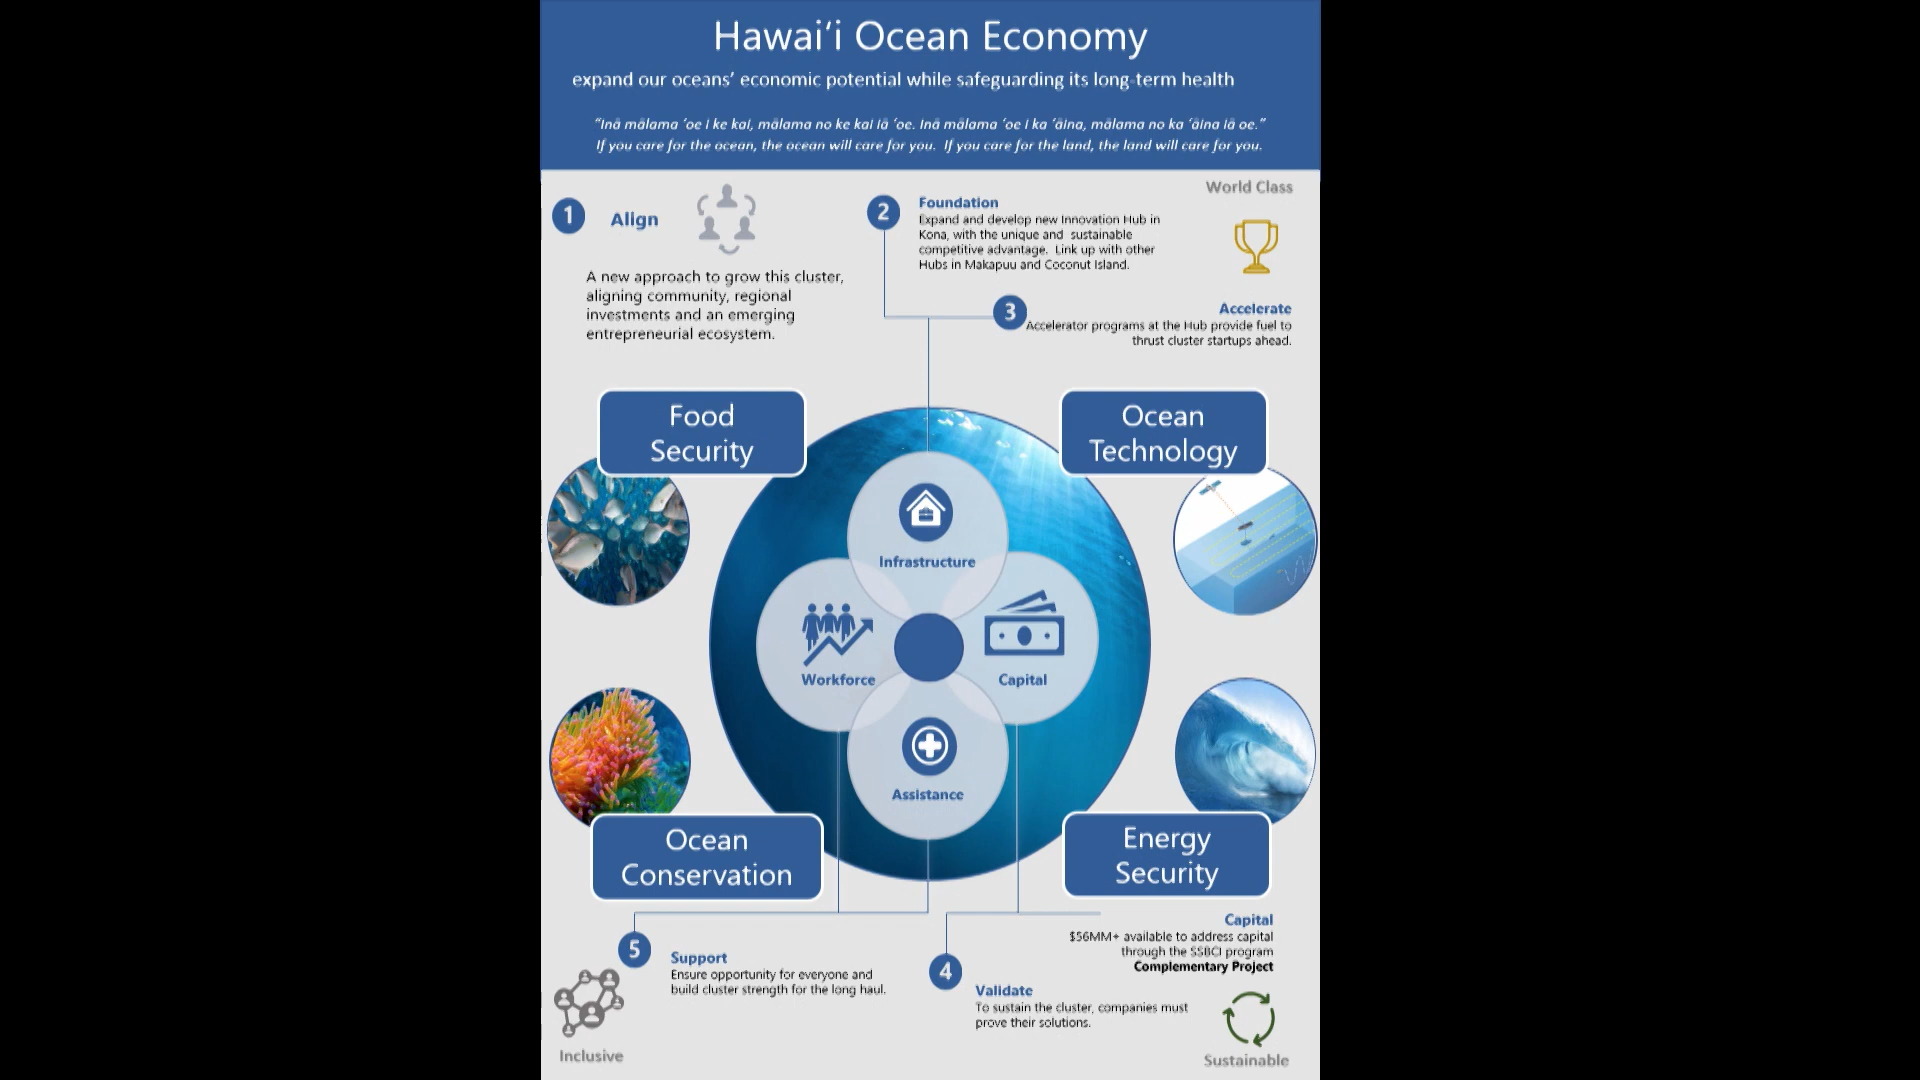 Hawai‘i Ocean Economy
expand our oceans’ economic potential while safeguarding its long-term health
“Inā mālama ‘oe i ke kai, mālama no ke kai iā ‘oe. Inā mālama ‘oe i ka ‘āina, mālama no ka ‘āina iā oe.”
If you care for the ocean, the ocean will care for you. If you care for the land, the land will care for you.
1
Align
A new approach to grow this cluster,
aligning community, regional
investments and an emerging
entrepreneurial ecosystem.
2
Foundation
Expand and develop new Innovation Hub in
Kona, with the unique and sustainable
competitive advantage. Link up with other
Hubs in Makapuu and Coconut Island.
World Class
3
Accelerate
Accelerator programs at the Hub provide fuel to
thrust cluster startups ahead.
Food
Security
Ocean
Technology
Infrastructure
Workforce
Capital
Assistance
Ocean
Conservation
Energy
Security
5
Support
Ensure opportunity for everyone and
build cluster strength for the long haul.
Inclusive
4
Validate
To sustain the cluster, companies must
prove their solutions.
Capital
$56MM+ available to address capital
through the SSBCI program
Complementary Project
Sustainable